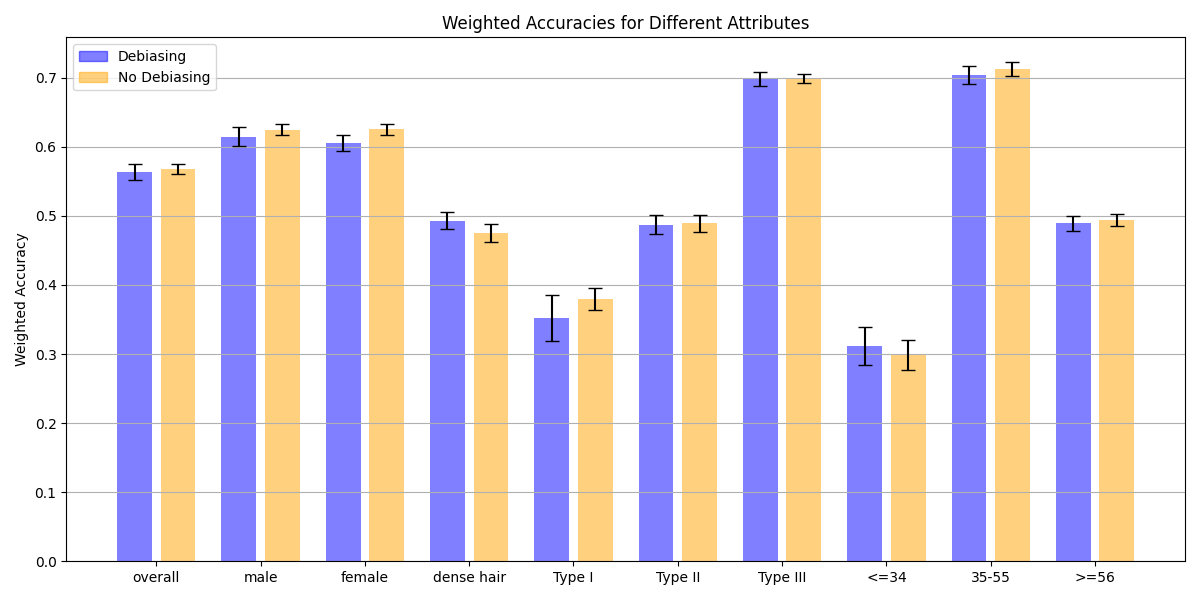 Weighted Accuracies for Different Attributes
Debiasing
No Debiasing
Weighted Accuracy
0.7
0.6
0.5
0.4
0.3
0.2
0.1
0.0
overall male female dense hair Type I Type II Type III <=34 35-55 >=56